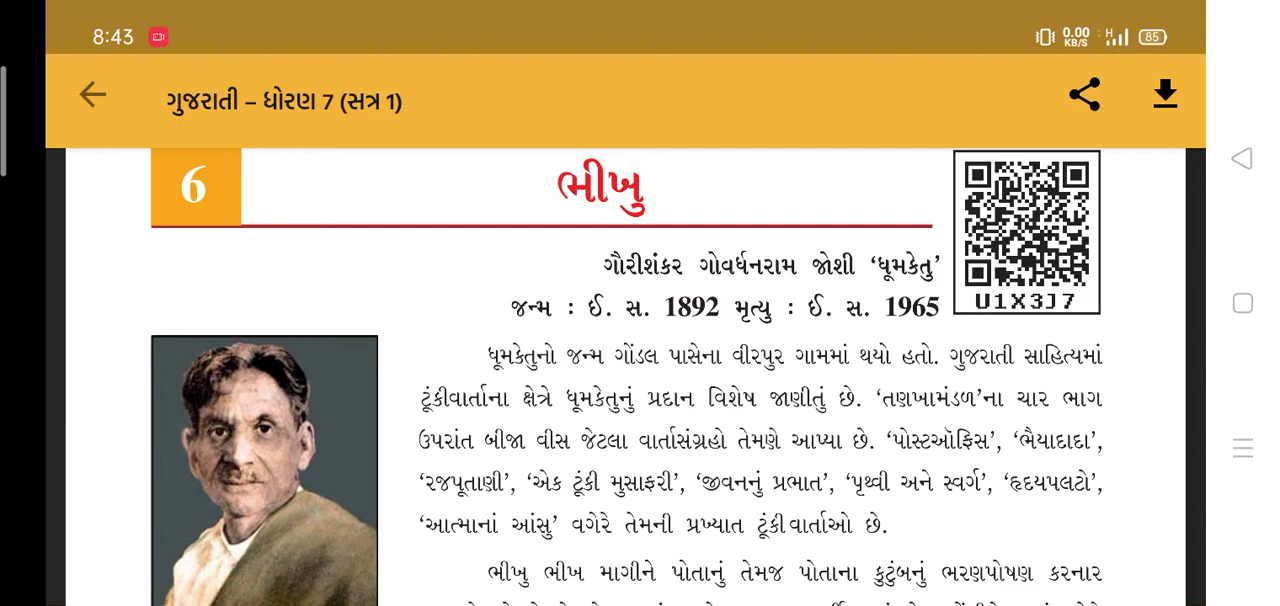 8:43
0.00
KB/S
H
85
ગુજરાતી – ધોરણ 7 (સત્ર 1)
6
ભીખુ
ગૌરીશંકર ગોવર્ધનરામ જોશી ‘ધૂમકેતુ’
જન્મ : ઈ. સ. 1892 મૃત્યુ : ઈ. સ. 1965
U1X3J7
ધૂમકેતુનો જન્મ ગોંડલ પાસેના વીરપુર ગામમાં થયો હતો. ગુજરાતી સાહિત્યમાં
ટૂંકીવાર્તાના ક્ષેત્રે ધૂમકેતુનું પ્રદાન વિશેષ જાણીતું છે. ‘તણખામંડળ’ના ચાર ભાગ
ઉપરાંત બીજા વીસ જેટલા વાર્તાસંગ્રહો તેમણે આપ્યા છે. ‘પોસ્ટઑફિસ’, ‘ભૈયાદાદા’,
‘રજપૂતાણી’, ‘એક ટૂંકી મુસાફરી’, ‘જીવનનું પ્રભાત’, ‘પૃથ્વી અને સ્વર્ગ’, ‘હૃદયપલટો’,
‘આત્માનાં આંસુ’ વગેરે તેમની પ્રખ્યાત ટૂંકીવાર્તાઓ છે.
ભીખુ ભીખ માગીને પોતાનું તેમજ પોતાના કુટુંબનું ભરણપોષણ કરનાર